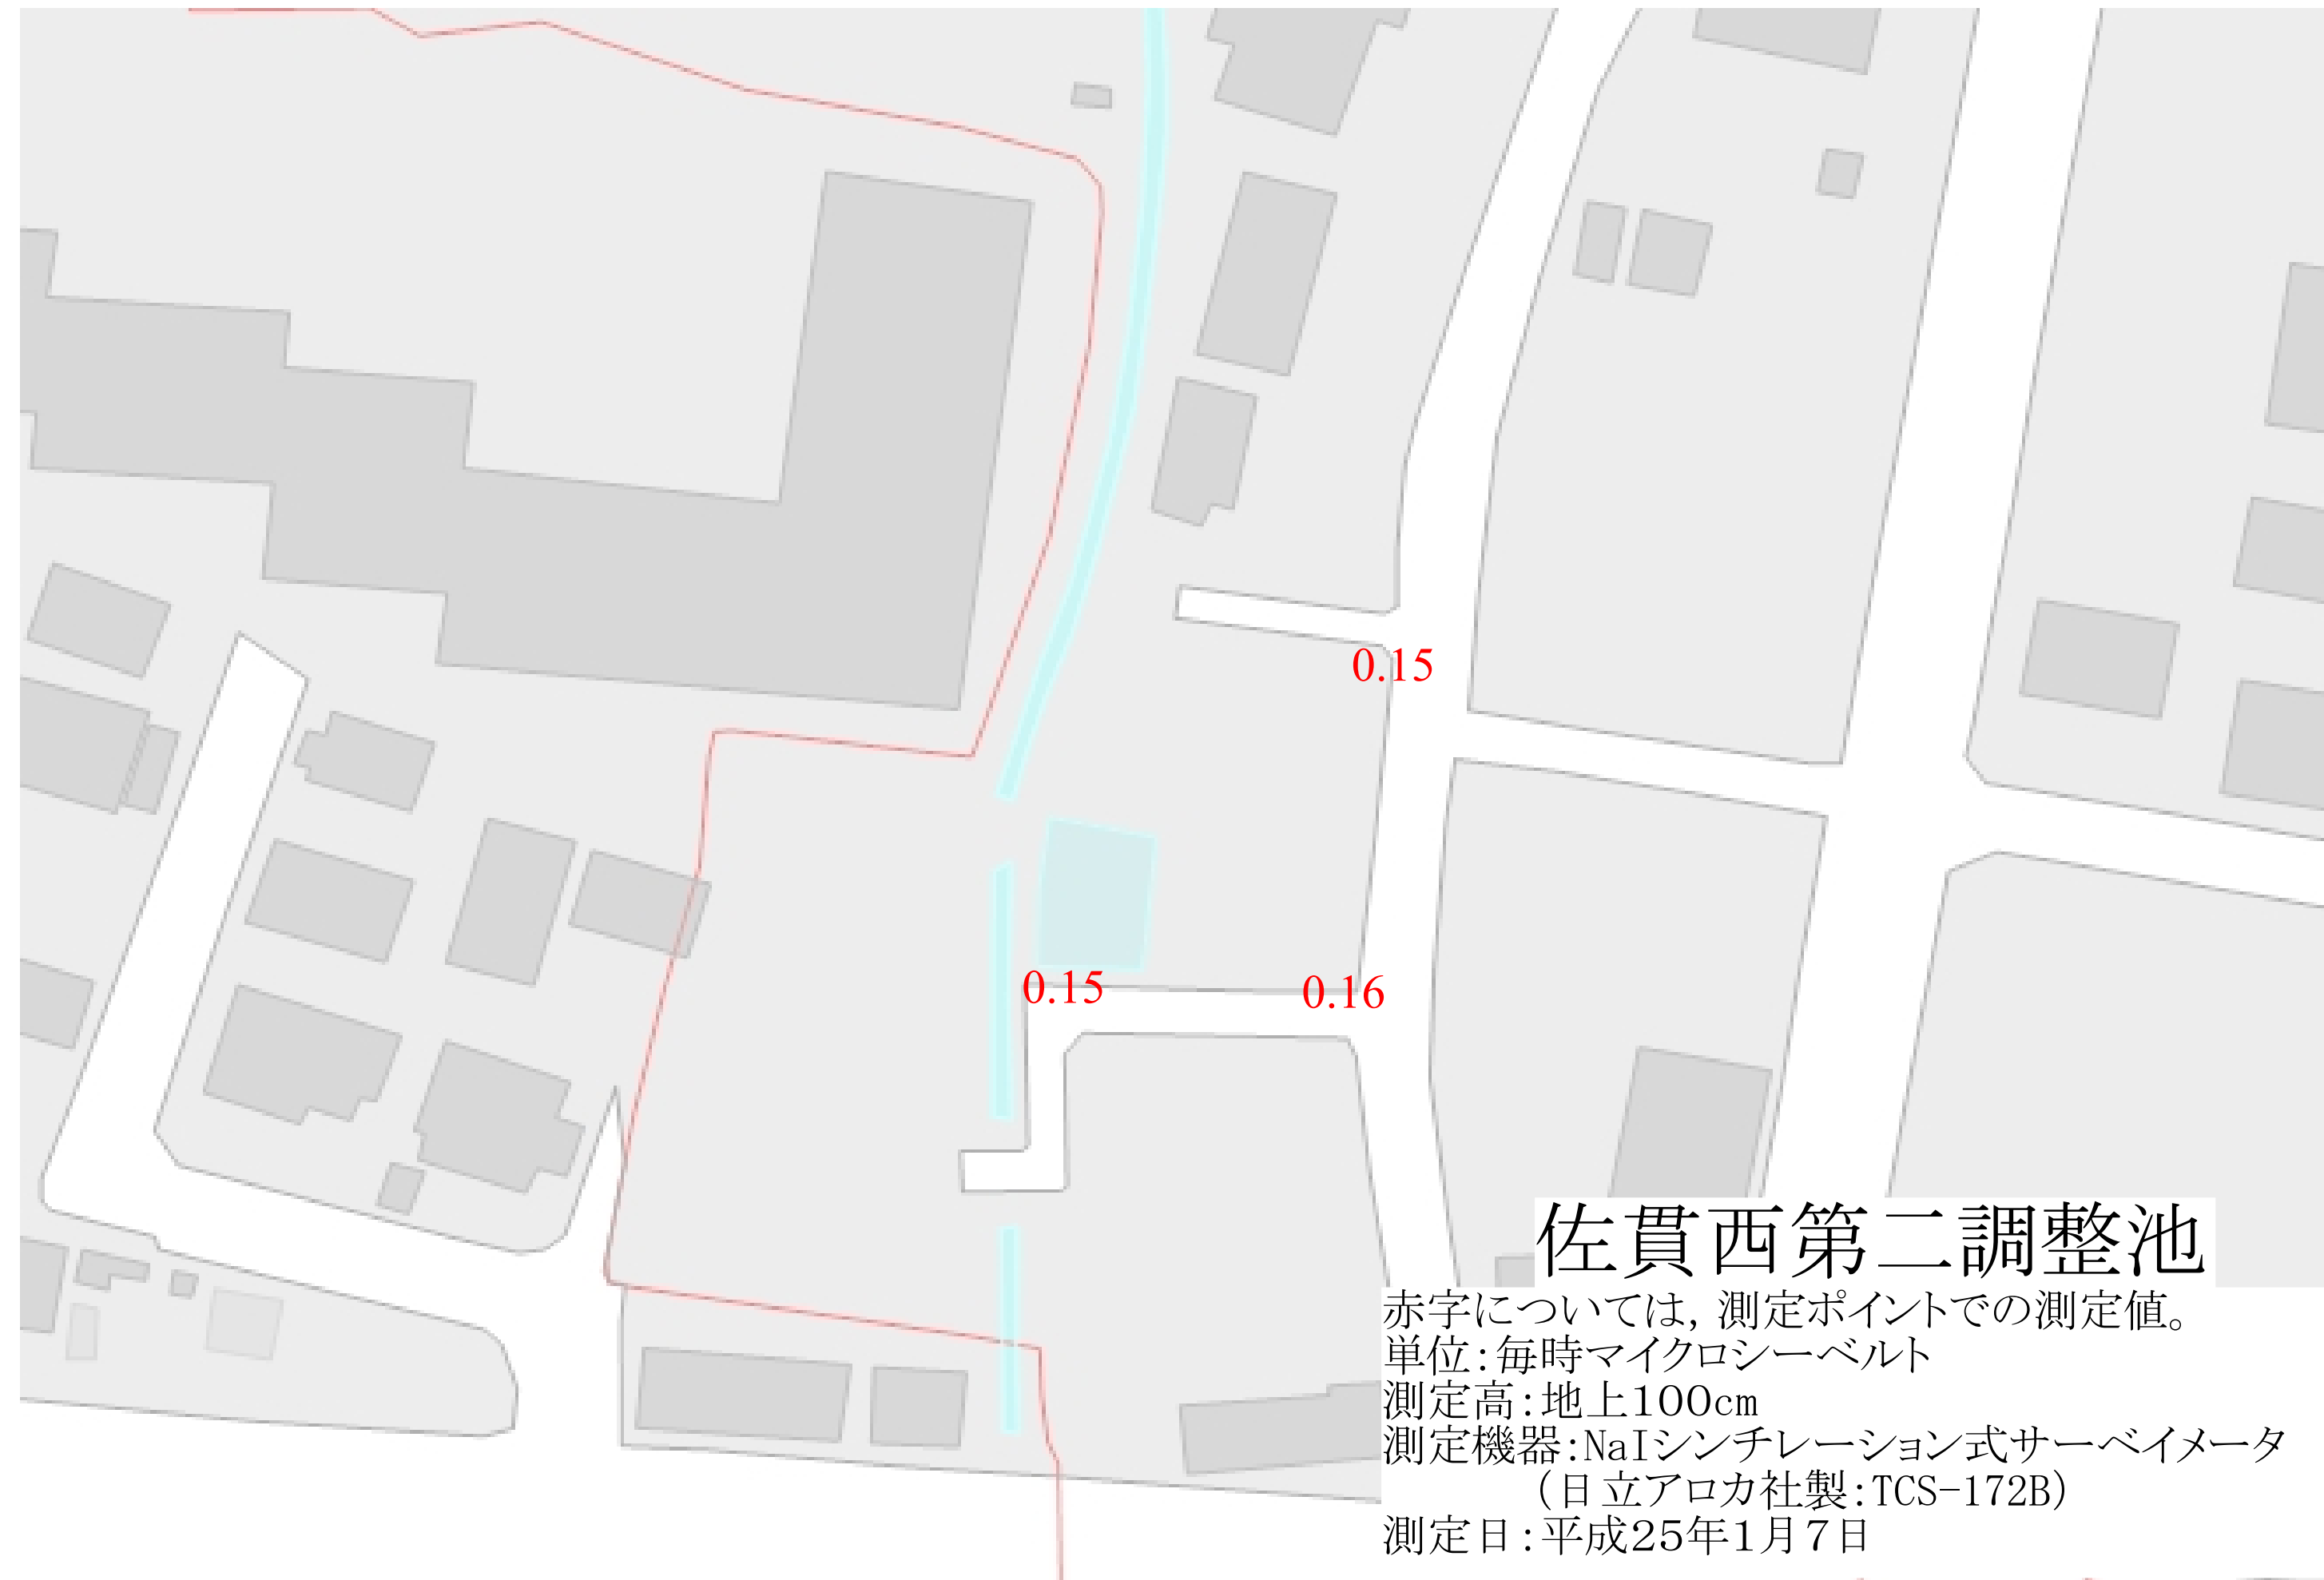 0.15
0.15
0.16
佐貫西第二調整池
赤字については，測定ポイントでの測定値。
単位：毎時マイクロシーベルト
測定高：地上100cm
測定機器：NaIシンチレーション式サーベイメータ
（日立アロカ社製：TCS-172B）
測定日：平成25年1月7日